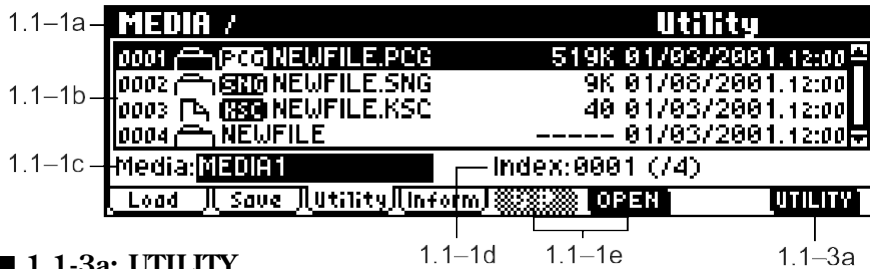 1.1–1a MEDIA / Utility
0001 PCG NEWFILE.PCG 519K 01/03/2001.12:00
1.1–1b 0002 SNG NEWFILE.SNG 9K 01/08/2001.12:00
0003 KSC NEWFILE.KSC 40 01/03/2001.12:00
0004 NEWFILE ----- 01/03/2001.12:00
1.1–1c Media:MEDIA1 Index:0001 (/4)
Load Save Utility Inform OPEN UTILITY
1.1–1d 1.1–1e 1.1–3a
■ 1.1-3a: UTILITY